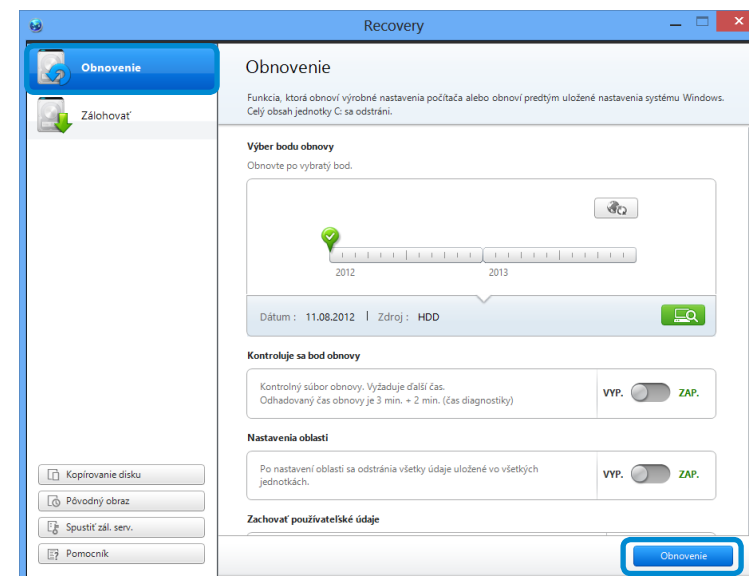 Recovery
Obnovenie
Zálohovať
Kopírovanie disku
Pôvodný obraz
Spustiť zál. serv.
Pomocník
Obnovenie
Funkcia, ktorá obnoví výrobné nastavenia počítača alebo obnoví predtým uložené nastavenia systému Windows.
Celý obsah jednotky C: sa odstráni.
Výber bodu obnovy
Obnovte po vybratý bod.
2012 2013
Dátum : 11.08.2012 | Zdroj : HDD
Kontroluje sa bod obnovy
Kontrolný súbor obnovy. Vyžaduje ďalší čas.
Odhadovaný čas obnovy je 3 min. + 2 min. (čas diagnostiky)
VYP. ZAP.
Nastavenia oblasti
Po nastavení oblasti sa odstránia všetky údaje uložené vo všetkých
jednotkách.
VYP. ZAP.
Zachovať používateľské údaje
Obnovenie